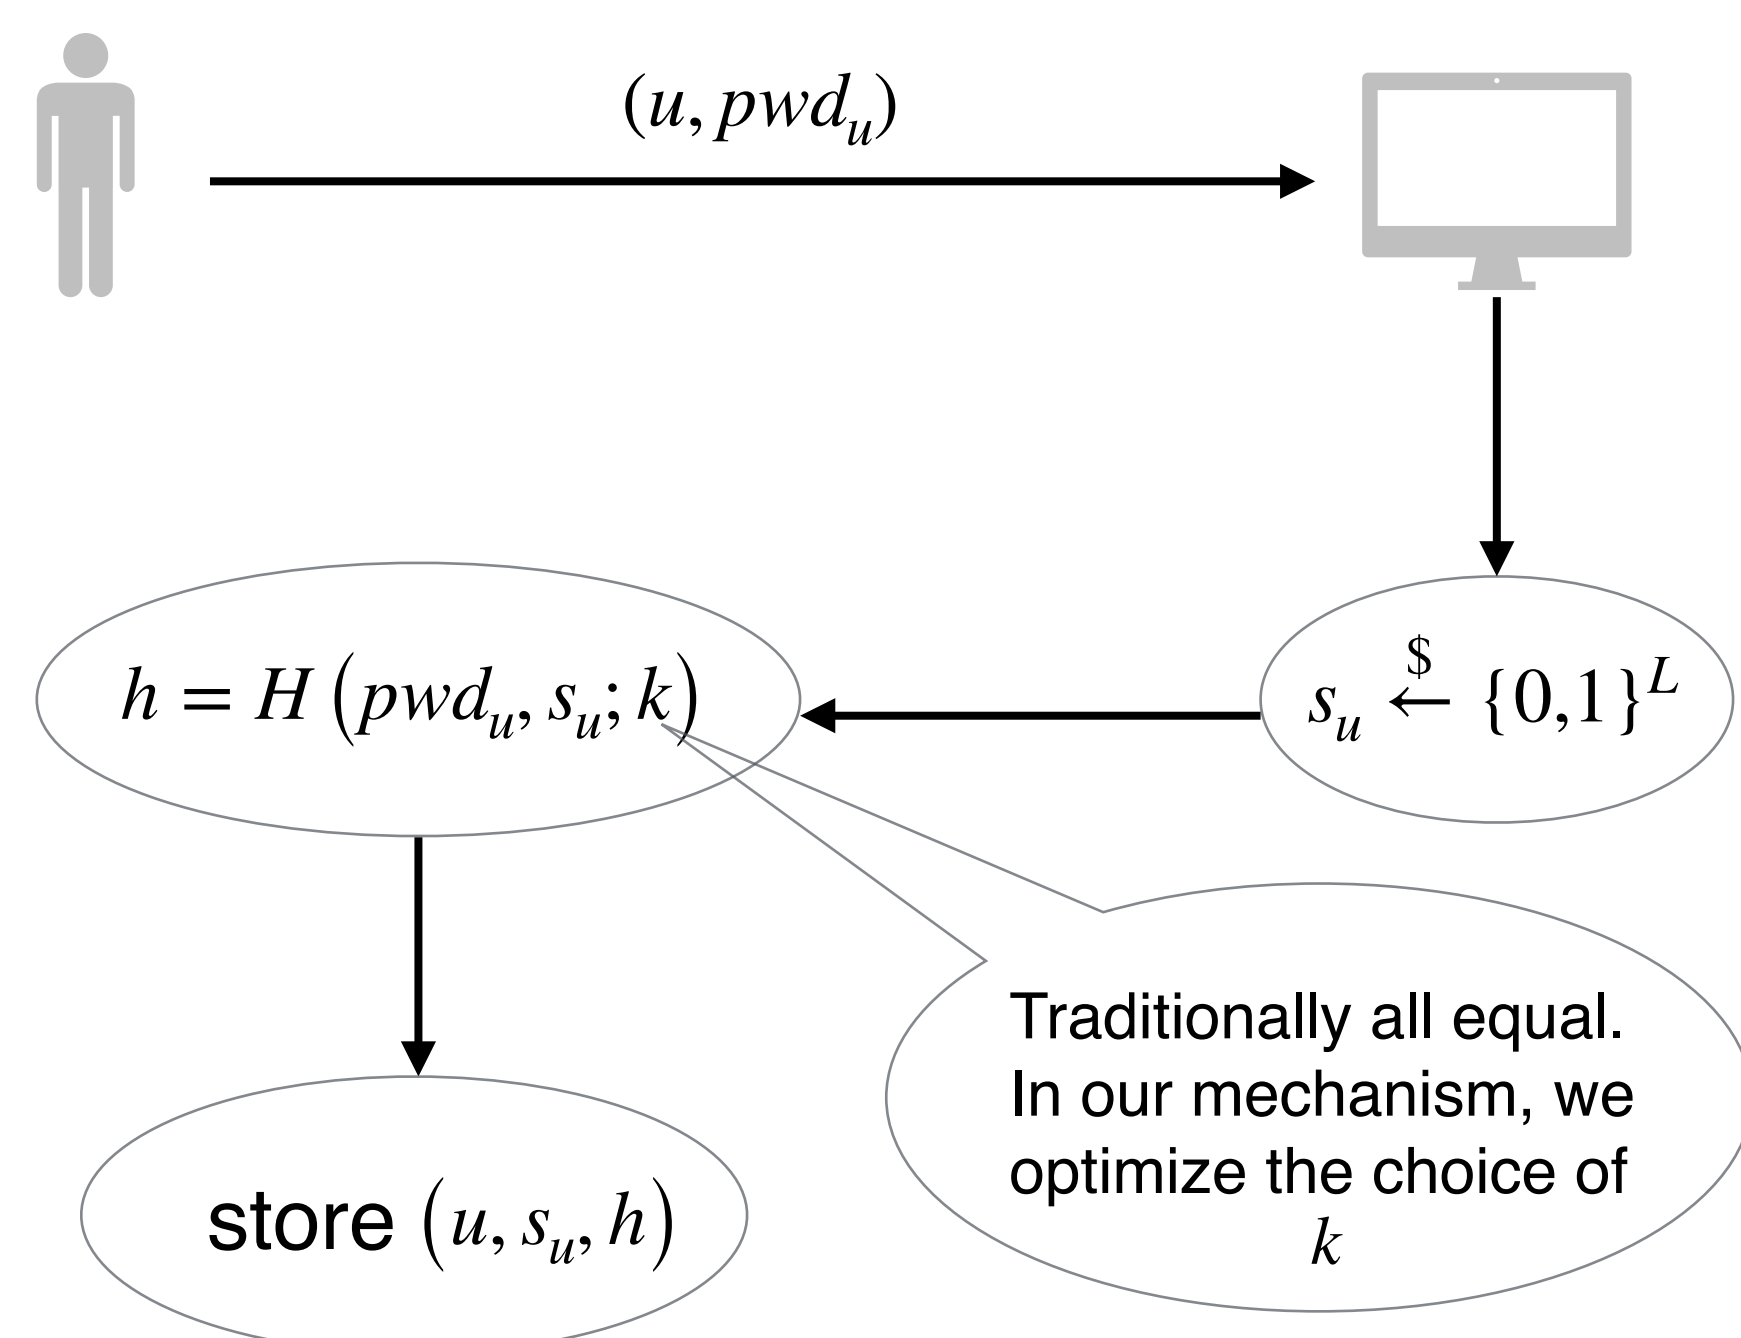 (u, pwd_u)
s_u $← {0,1}^L
h = H (pwd_u, s_u; k)
Traditionally all equal.
In our mechanism, we
optimize the choice of
k
store (u, s_u, h)